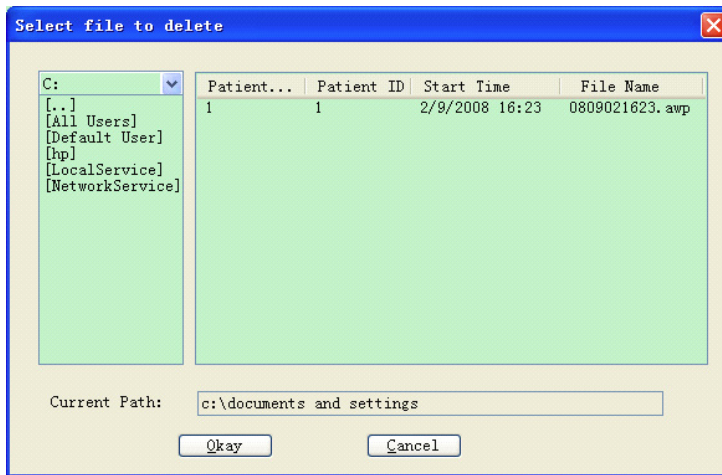 Select file to delete
C:
[..]
[All Users]
[Default User]
[hp]
[LocalService]
[NetworkService]
Patient... Patient ID Start Time File Name
1 1 2/9/2008 16:23 0809021623.awp
Current Path: c:\documents and settings
Okay Cancel